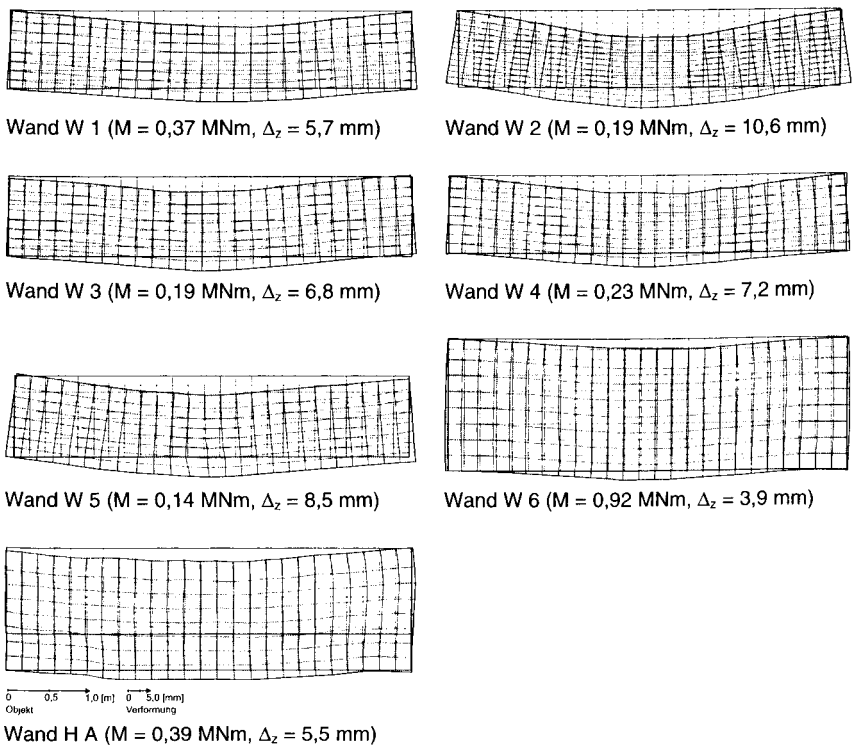 Wand W 1 (M = 0,37 MNm, Δz = 5,7 mm)
Wand W 2 (M = 0,19 MNm, Δz = 10,6 mm)
Wand W 3 (M = 0,19 MNm, Δz = 6,8 mm)
Wand W 4 (M = 0,23 MNm, Δz = 7,2 mm)
Wand W 5 (M = 0,14 MNm, Δz = 8,5 mm)
Wand W 6 (M = 0,92 MNm, Δz = 3,9 mm)
0 0,5 1,0 [m] 0 5,0 [mm]
Objekt Verformung
Wand H A (M = 0,39 MNm, Δz = 5,5 mm)